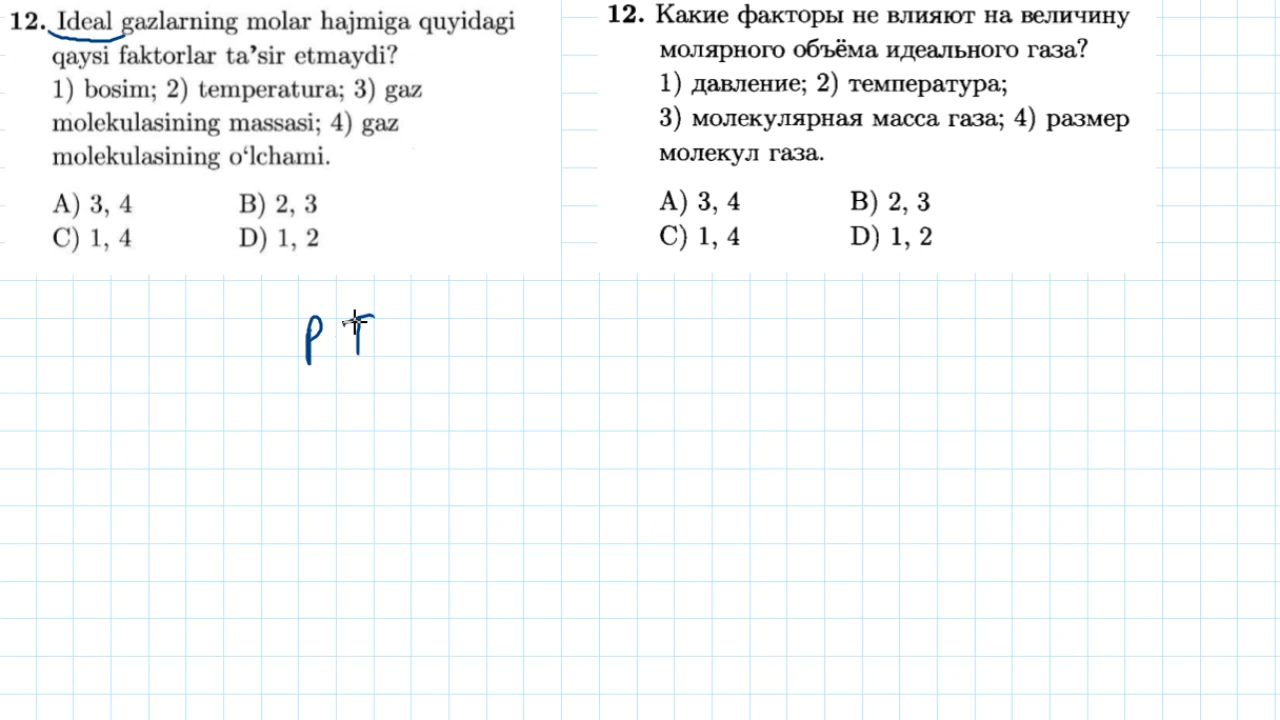 12. Ideal gazlarning molar hajmiga quyidagi
qaysi faktorlar ta’sir etmaydi?
1) bosim; 2) temperatura; 3) gaz
molekulasining massasi; 4) gaz
molekulasining o‘lchami.
A) 3, 4 B) 2, 3
C) 1, 4 D) 1, 2
12. Какие факторы не влияют на величину
молярного объёма идеального газа?
1) давление; 2) температура;
3) молекулярная масса газа; 4) размер
молекул газа.
A) 3, 4 B) 2, 3
C) 1, 4 D) 1, 2
P T